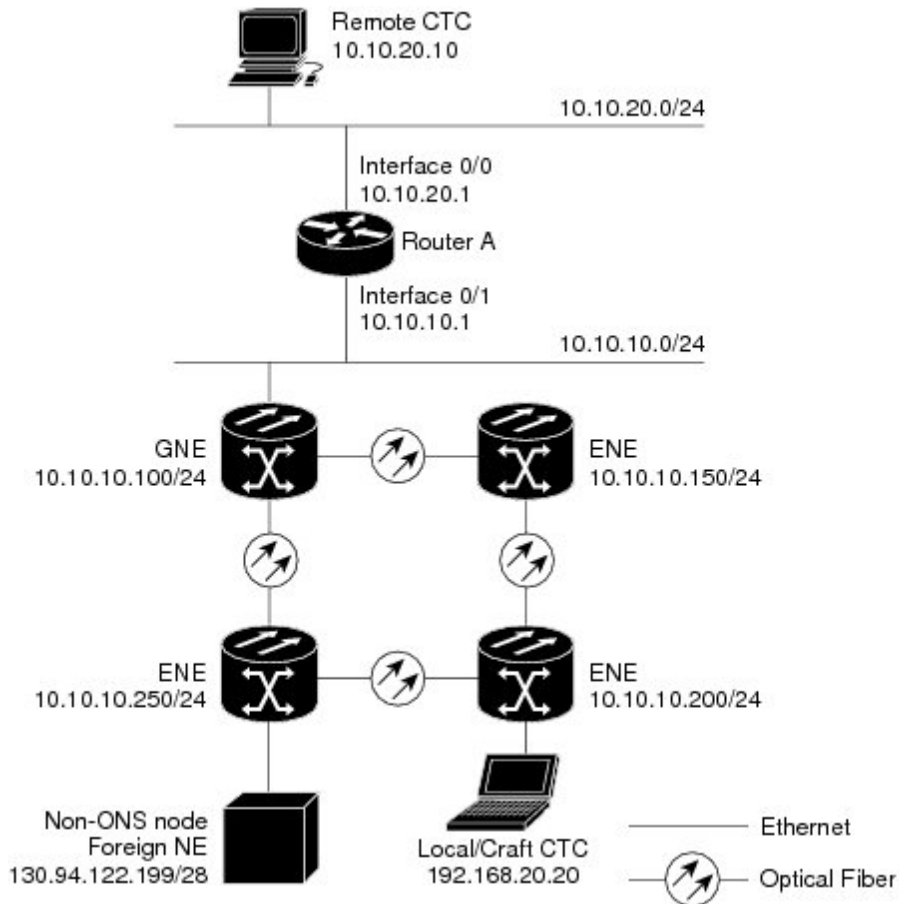 Remote CTC
10.10.20.10
10.10.20.0/24
Interface 0/0
10.10.20.1
Router A
Interface 0/1
10.10.10.1
10.10.10.0/24
GNE
10.10.10.100/24
ENE
10.10.10.150/24
ENE
10.10.10.250/24
ENE
10.10.10.200/24
Non-ONS node
Foreign NE
130.94.122.199/28
Local/Craft CTC
192.168.20.20
Ethernet
Optical Fiber